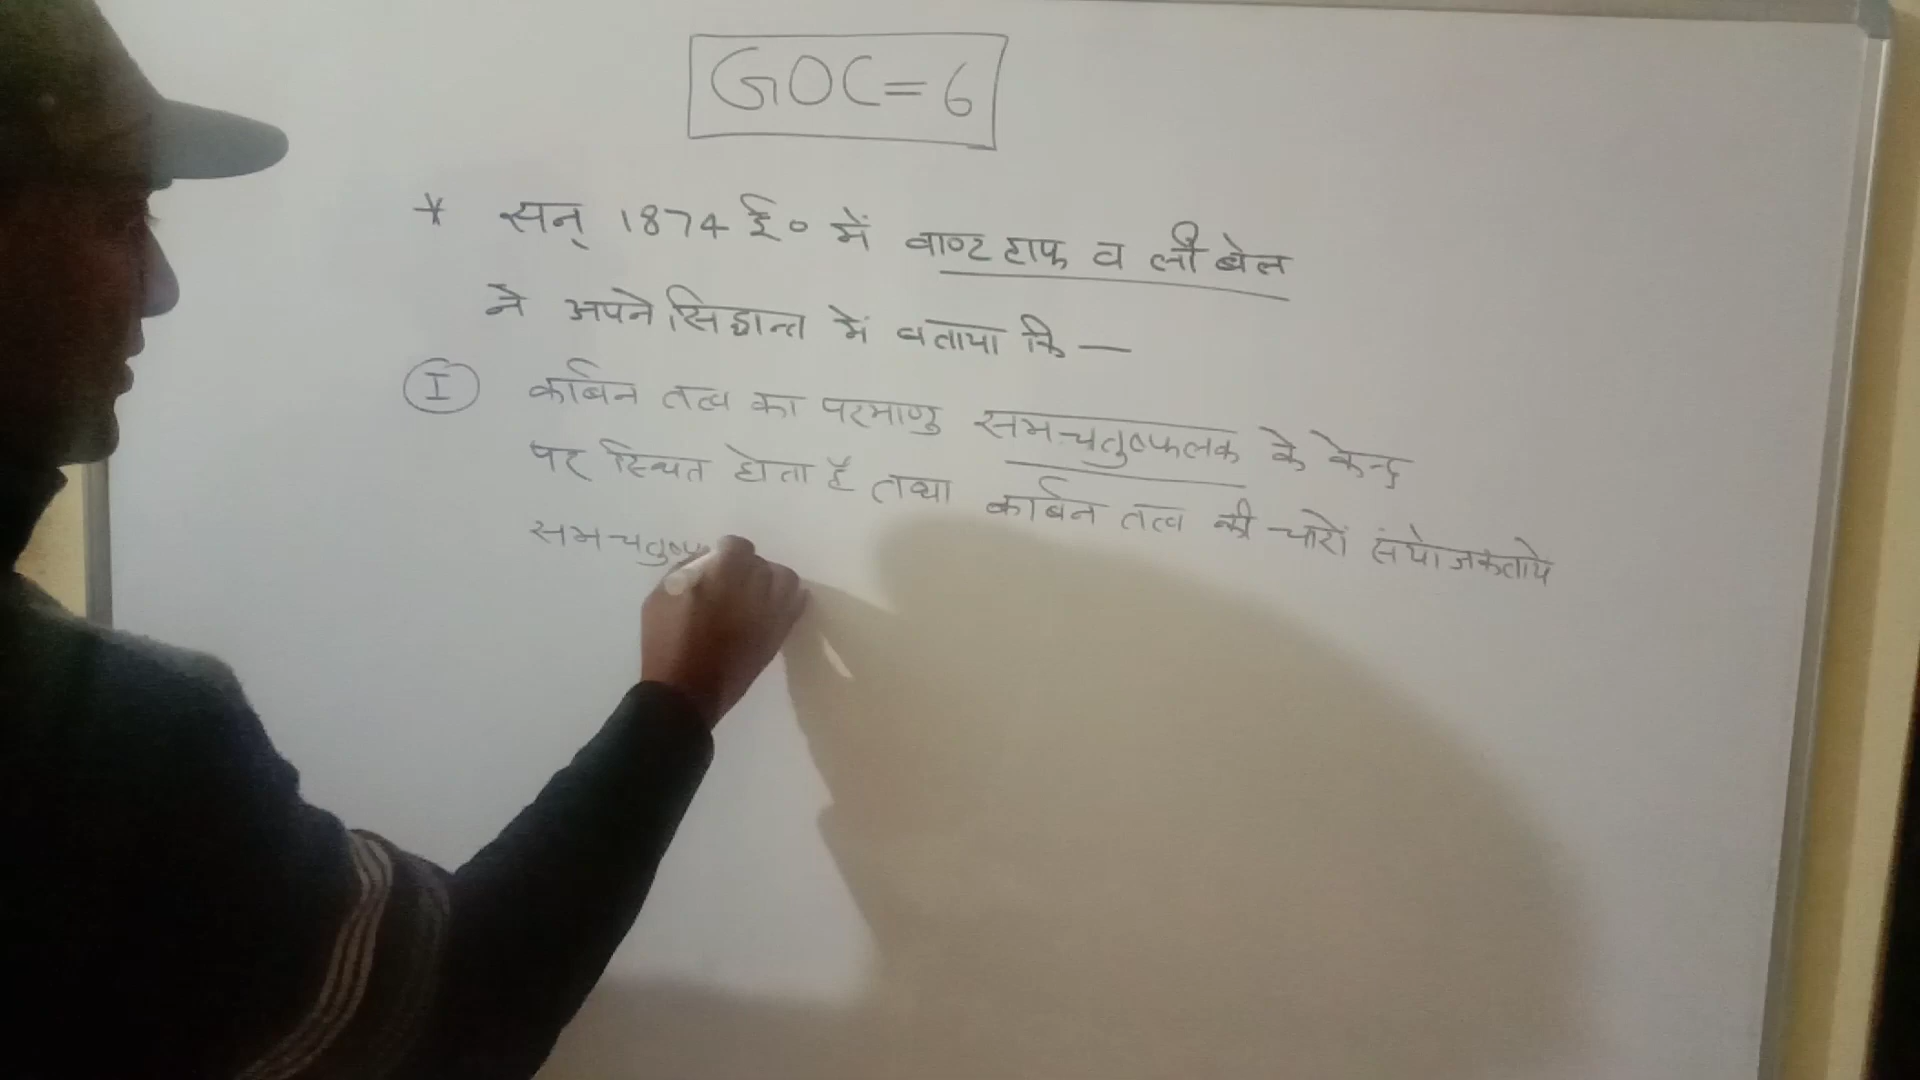 GOC = 6
* सन् 1874 ई० में वाण्ट हाफ व ली बेल
ने अपने सिद्धान्त में बताया कि —
I कार्बन तत्व का परमाणु समचतुष्फलक के केन्द्र
पर स्थित होता है तथा कार्बन तत्व की चारों संयोजकताये
समचतुष्फ